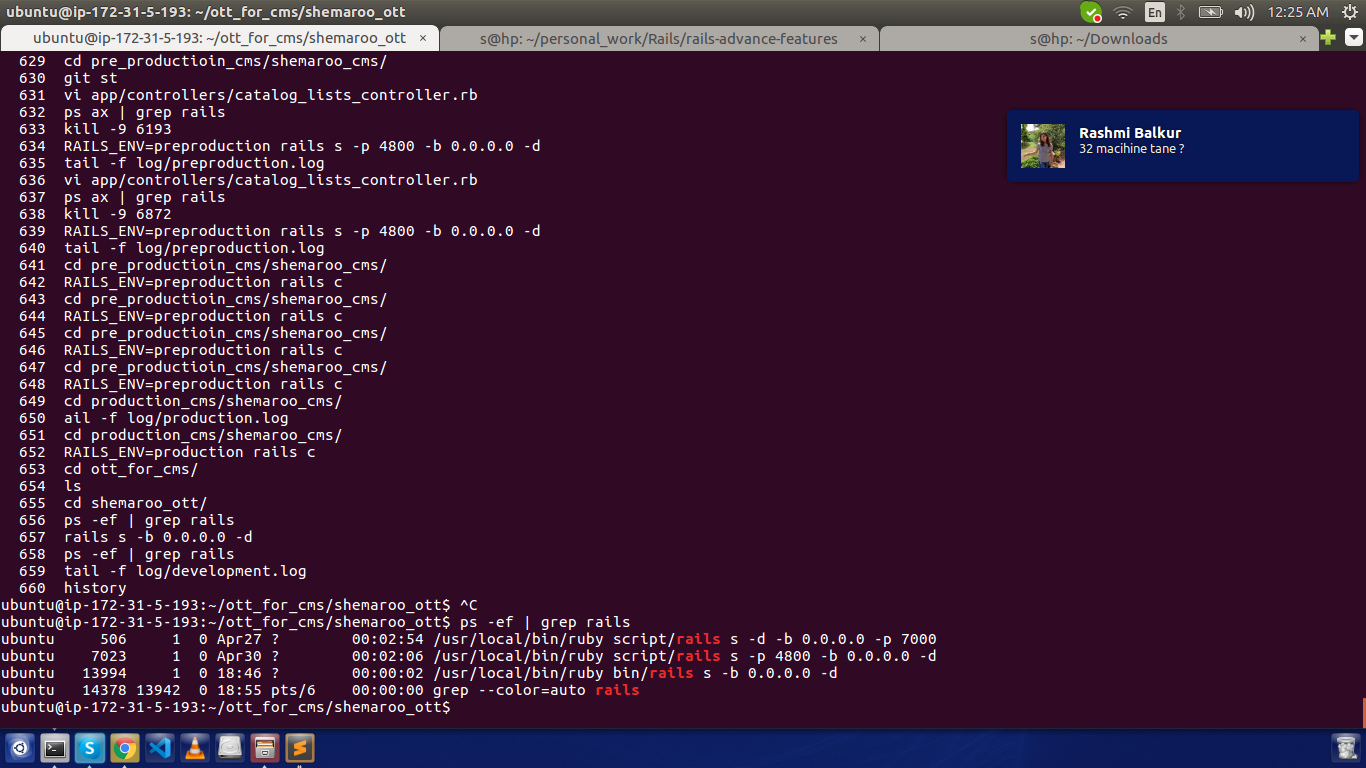 ubuntu@ip-172-31-5-193: ~/ott_for_cms/shemaroo_ott
En
12:25 AM
ubuntu@ip-172-31-5-193: ~/ott_for_cms/shemaroo_ott ×
s@hp: ~/personal_work/Rails/rails-advance-features ×
s@hp: ~/Downloads ×
629 cd pre_productioin_cms/shemaroo_cms/
630 git st
631 vi app/controllers/catalog_lists_controller.rb
632 ps ax | grep rails
633 kill -9 6193
634 RAILS_ENV=preproduction rails s -p 4800 -b 0.0.0.0 -d
635 tail -f log/preproduction.log
636 vi app/controllers/catalog_lists_controller.rb
637 ps ax | grep rails
638 kill -9 6872
639 RAILS_ENV=preproduction rails s -p 4800 -b 0.0.0.0 -d
640 tail -f log/preproduction.log
641 cd pre_productioin_cms/shemaroo_cms/
642 RAILS_ENV=preproduction rails c
643 cd pre_productioin_cms/shemaroo_cms/
644 RAILS_ENV=preproduction rails c
645 cd pre_productioin_cms/shemaroo_cms/
646 RAILS_ENV=preproduction rails c
647 cd pre_productioin_cms/shemaroo_cms/
648 RAILS_ENV=preproduction rails c
649 cd production_cms/shemaroo_cms/
650 ail -f log/production.log
651 cd production_cms/shemaroo_cms/
652 RAILS_ENV=production rails c
653 cd ott_for_cms/
654 ls
655 cd shemaroo_ott/
656 ps -ef | grep rails
657 rails s -b 0.0.0.0 -d
658 ps -ef | grep rails
659 tail -f log/development.log
660 history
ubuntu@ip-172-31-5-193:~/ott_for_cms/shemaroo_ott$ ^C
ubuntu@ip-172-31-5-193:~/ott_for_cms/shemaroo_ott$ ps -ef | grep rails
ubuntu 506 1 0 Apr27 ? 00:02:54 /usr/local/bin/ruby script/rails s -d -b 0.0.0.0 -p 7000
ubuntu 7023 1 0 Apr30 ? 00:02:06 /usr/local/bin/ruby script/rails s -p 4800 -b 0.0.0.0 -d
ubuntu 13994 1 0 18:46 ? 00:00:02 /usr/local/bin/ruby bin/rails s -b 0.0.0.0 -d
ubuntu 14378 13942 0 18:55 pts/6 00:00:00 grep --color=auto rails
ubuntu@ip-172-31-5-193:~/ott_for_cms/shemaroo_ott$
Rashmi Balkur
32 macihine tane ?